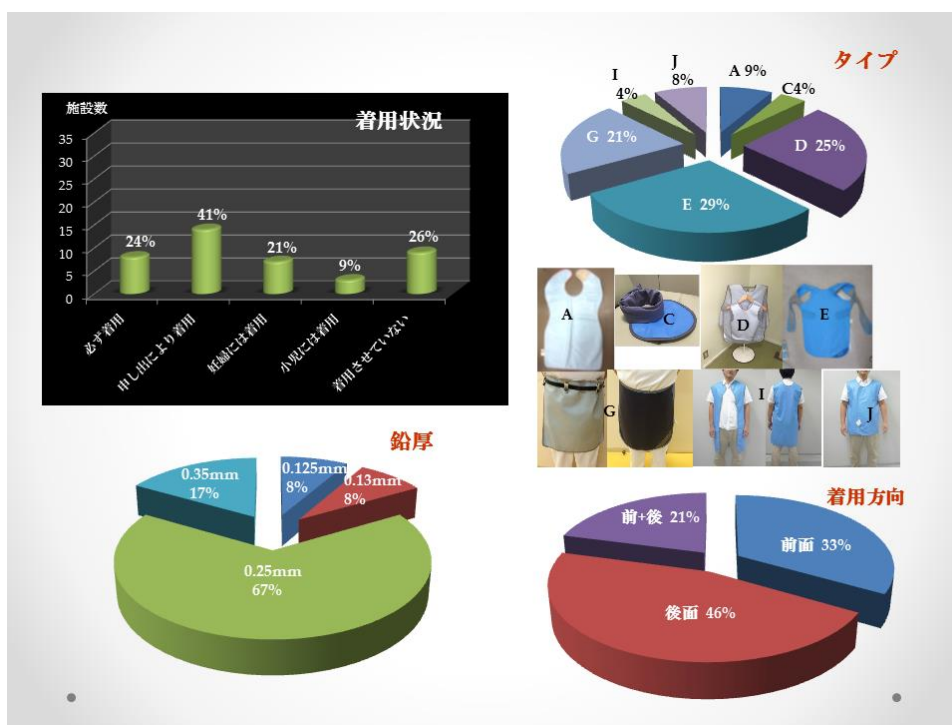 着用状況
施設数
35
30
25
20
15
10
5
0
24%
41%
21%
9%
26%
必ず着用
申し出により着用
妊婦には着用
小児には着用
着用させていない
タイプ
A 9%
C4%
D 25%
E 29%
G 21%
I
4%
J
8%
A
C
D
E
G
I
J
鉛厚
0.125mm
8%
0.13mm
8%
0.25mm
67%
0.35mm
17%
着用方向
前面 33%
後面 46%
前+後 21%